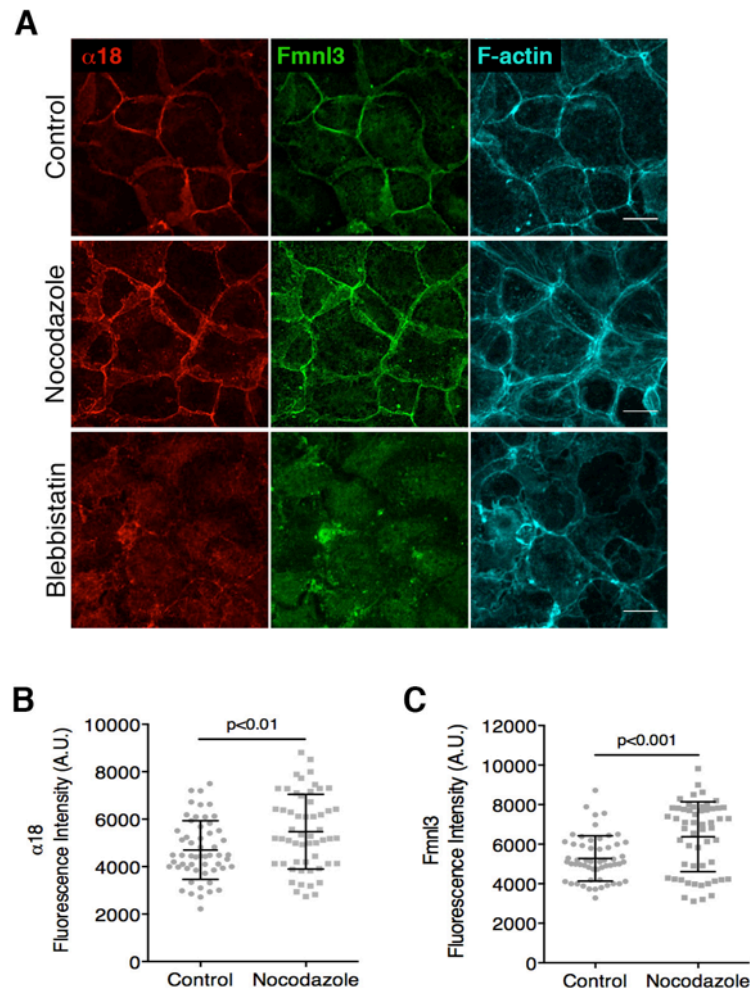 A
α18
Fmnl3
F-actin
Control
Nocodazole
Blebbistatin
B
α18
Fluorescence Intensity (A.U.)
10000
8000
6000
4000
2000
0
p<0.01
Control
Nocodazole
C
Fmnl3
Fluorescence Intensity (A.U.)
12000
10000
8000
6000
4000
2000
0
p<0.001
Control
Nocodazole